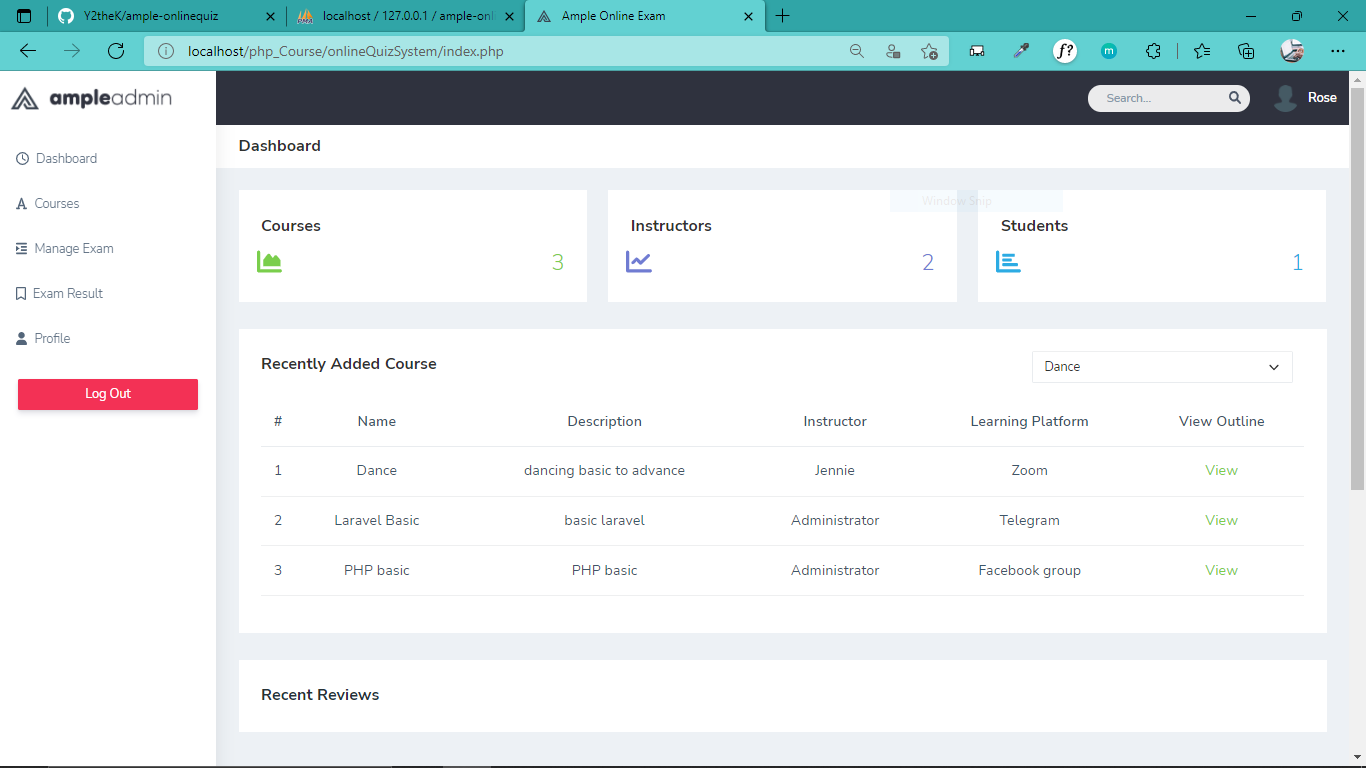 Y2theK/ample-onlinequiz
localhost / 127.0.0.1 / ample-onl
Ample Online Exam
localhost/php_Course/onlineQuizSystem/index.php
f?
m
ampleadmin
Search...
Rose
Dashboard
Courses
Manage Exam
Exam Result
Profile
Log Out
Dashboard
Courses
3
Instructors
2
Window Snip
Students
1
Recently Added Course
Dance
# Name Description Instructor Learning Platform View Outline
1 Dance dancing basic to advance Jennie Zoom View
2 Laravel Basic basic laravel Administrator Telegram View
3 PHP basic PHP basic Administrator Facebook group View
Recent Reviews